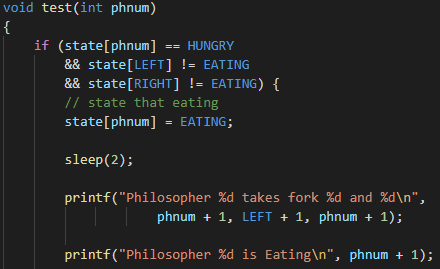 void test(int phnum)
{
    if (state[phnum] == HUNGRY
        && state[LEFT] != EATING
        && state[RIGHT] != EATING) {
        // state that eating
        state[phnum] = EATING;

        sleep(2);

        printf("Philosopher %d takes fork %d and %d\n",
                      phnum + 1, LEFT + 1, phnum + 1);

        printf("Philosopher %d is Eating\n", phnum + 1);